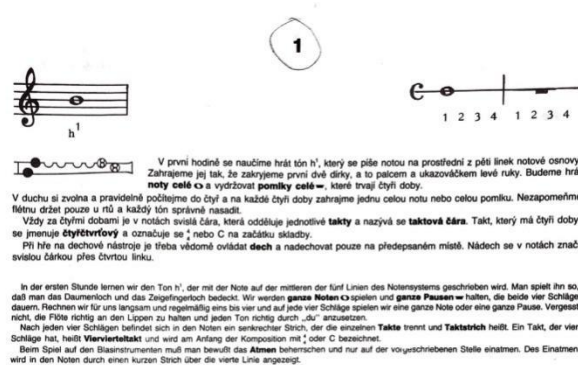 1
1 2 3 4 1 2 3 4
h¹
V první hodině se naučíme hrát tón h¹, který se píše notou na prostřední z pěti linek notové osnovy
Zahrajeme jej tak, že zakryjeme první dvě dírky, a to palcem a ukazováčkem levé ruky. Budeme hrá
noty celé a vydržovat pomlky celé, které trvají čtyři doby.
V duchu si zvolna a pravidelně počítejme do čtyř a na každé čtyři doby zahrajme jednu celou notu nebo celou pomlku. Nezapomeňme
flétnu držet pouze u rtů a každý tón správně nasadit.
Vždy za čtyřmi dobami je v notách svislá čára, která odděluje jednotlivé takty a nazývá se taktová čára. Takt, který má čtyři doby
se jmenuje čtyřčtvrťový a označuje se 4/4 nebo C na začátku skladby.
Při hře na dechové nástroje je třeba vědomě ovládat dech a nadechovat pouze na předepsaném místě. Nádech se v notách znač
svislou čárkou přes čtvrtou linku.
In der ersten Stunde lernen wir den Ton h¹, der mit der Note auf der mittleren der fünf Linien des Notensystems geschrieben wird. Man spielt ihn so,
daß man das Daumenloch und das Zeigefingerloch bedeckt. Wir werden ganze Noten spielen und ganze Pausen halten, die beide vier Schläge
dauern. Rechnen wir für uns langsam und regelmäßig eins bis vier und auf jede vier Schläge spielen wir eine ganze Note oder eine ganze Pause. Vergesst
nicht, die Flöte richtig an den Lippen zu halten und jeden Ton richtig durch „du" anzusetzen.
Nach jeden vier Schlägen befindet sich in den Noten ein senkrechter Strich, der die einzelnen Takte trennt und Taktstrich heißt. Ein Takt, der vier
Schläge hat, heißt Vierviertelakt und wird am Anfang der Komposition mit 4/4 oder C bezeichnet.
Beim Spiel auf den Blasinstrumenten muß man bewußt das Atmen beherrschen und nur auf der vorgeschriebenen Stelle einatmen. Des Einatmen
wird in den Noten durch einen kurzen Strich über die vierte Linie angezeigt.